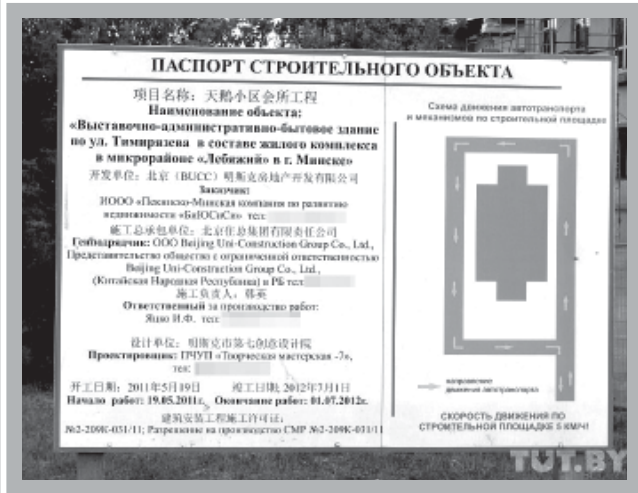 ПАСПОРТ СТРОИТЕЛЬНОГО ОБЪЕКТА
项目名称：天鹅小区会所工程
Наименование объекта:
«Выставочно-административно-бытовое здание
по ул. Тимирязева в составе жилого комплекса
в микрорайоне «Лебяжий» в г. Минске»
开发单位：北京（BUCC）明斯克房地产开发有限公司
Заказчик:
ИООО «Пекинско-Минская компания по развитию
недвижимости «БиЮСиСи» тел:
施工总承包单位：北京住总集团有限责任公司
Генподрядчик: ООО Beijing Uni-Construction Group Co., Ltd.,
Представительство общества с ограниченной ответственностью
Beijing Uni-Construction Group Co., Ltd.,
(Китайская Народная Республика) в РБ тел
施工负责人：韩英
Ответственный за производство работ:
Яцко И.Ф. тел:
设计单位：明斯克市第七创意设计院
Проектировщик: ПЧУП «Творческая мастерская -7»,
тел:
开工日期：2011年5月19日 竣工日期：2012年7月1日
Начало работ: 19.05.2011г. Окончание работ: 01.07.2012г.
建筑安装工程施工许可证：
№2-209К-031/11; Разрешение на производство СМР №2-209К-031/11
Схема движения автотранспорта
и механизмов по строительной площадке
направление
движения автотранспорта
СКОРОСТЬ ДВИЖЕНИЯ ПО
СТРОИТЕЛЬНОЙ ПЛОЩАДКЕ 5 КМ/Ч!
TUT.BY